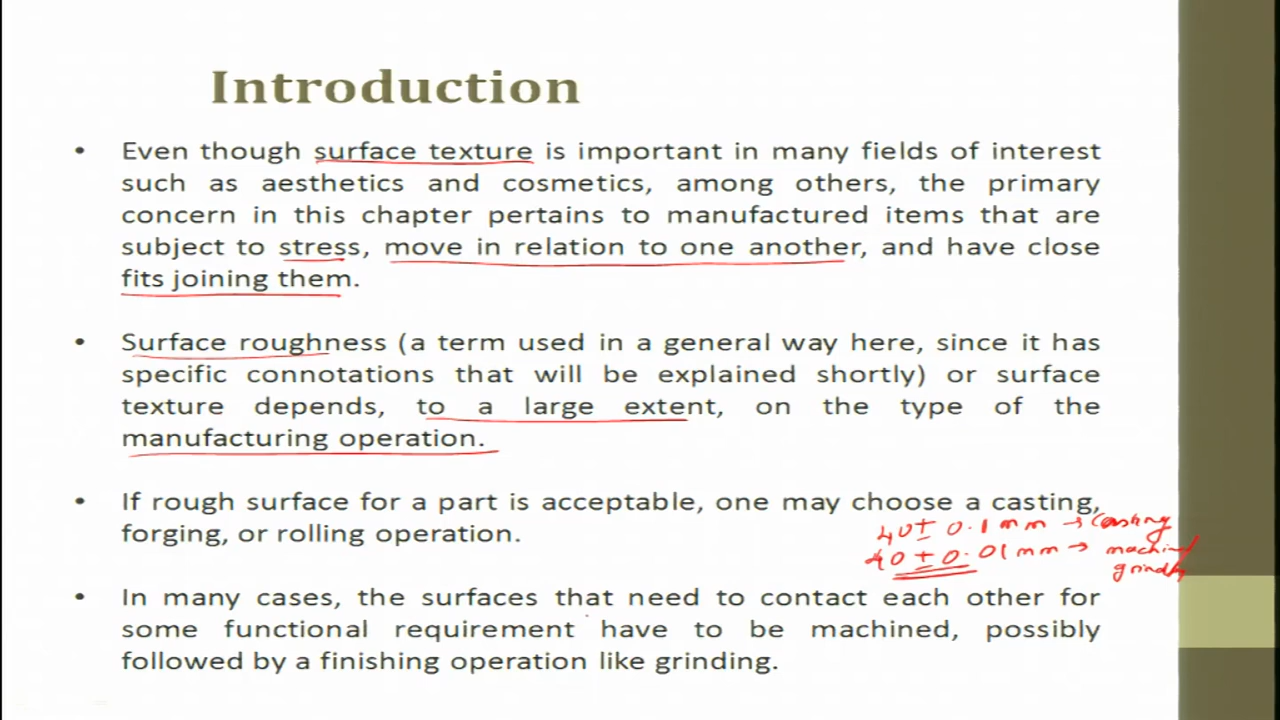 Introduction
• Even though surface texture is important in many fields of interest
such as aesthetics and cosmetics, among others, the primary
concern in this chapter pertains to manufactured items that are
subject to stress, move in relation to one another, and have close
fits joining them.
• Surface roughness (a term used in a general way here, since it has
specific connotations that will be explained shortly) or surface
texture depends, to a large extent, on the type of the
manufacturing operation.
• If rough surface for a part is acceptable, one may choose a casting,
forging, or rolling operation.
40 ± 0.1 mm → casting
40 ± 0.01 mm → machining/
grinding
• In many cases, the surfaces that need to contact each other for
some functional requirement have to be machined, possibly
followed by a finishing operation like grinding.